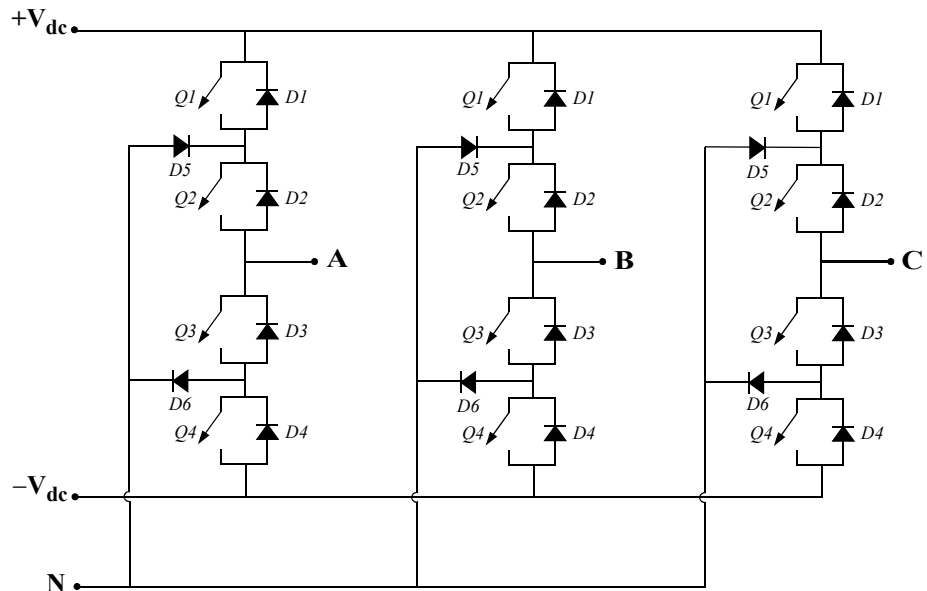 +Vdc
Q1 D1 Q1 D1 Q1 D1
D5 D5 D5
Q2 D2 Q2 D2 Q2 D2
A B C
Q3 D3 Q3 D3 Q3 D3
D6 D6 D6
Q4 D4 Q4 D4 Q4 D4
–Vdc
N